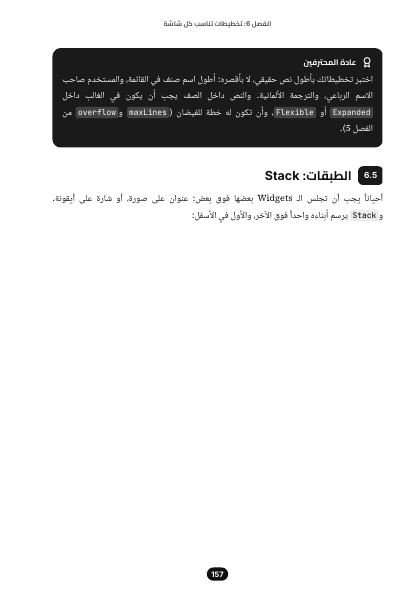 الفصل 6: تخطيطات تناسب كل شاشة
عادة المحترفين
اختبر تخطيطاتك بأطول نص حقيقي، لا بأقصره: أطول اسم صنف في القائمة، والمستخدم صاحب
الاسم الرباعي، والترجمة الألمانية. والنص داخل الصف يجب أن يكون في الغالب داخل
Expanded أو Flexible، وأن تكون له خطة للفيضان (maxLines وoverflow من
الفصل 5).
6.5 الطبقات: Stack
أحياناً يجب أن تجلس الـ Widgets بعضها فوق بعض: عنوان على صورة، أو شارة على أيقونة.
وStack يرسم أبناءه واحداً فوق الآخر، والأول في الأسفل:
157